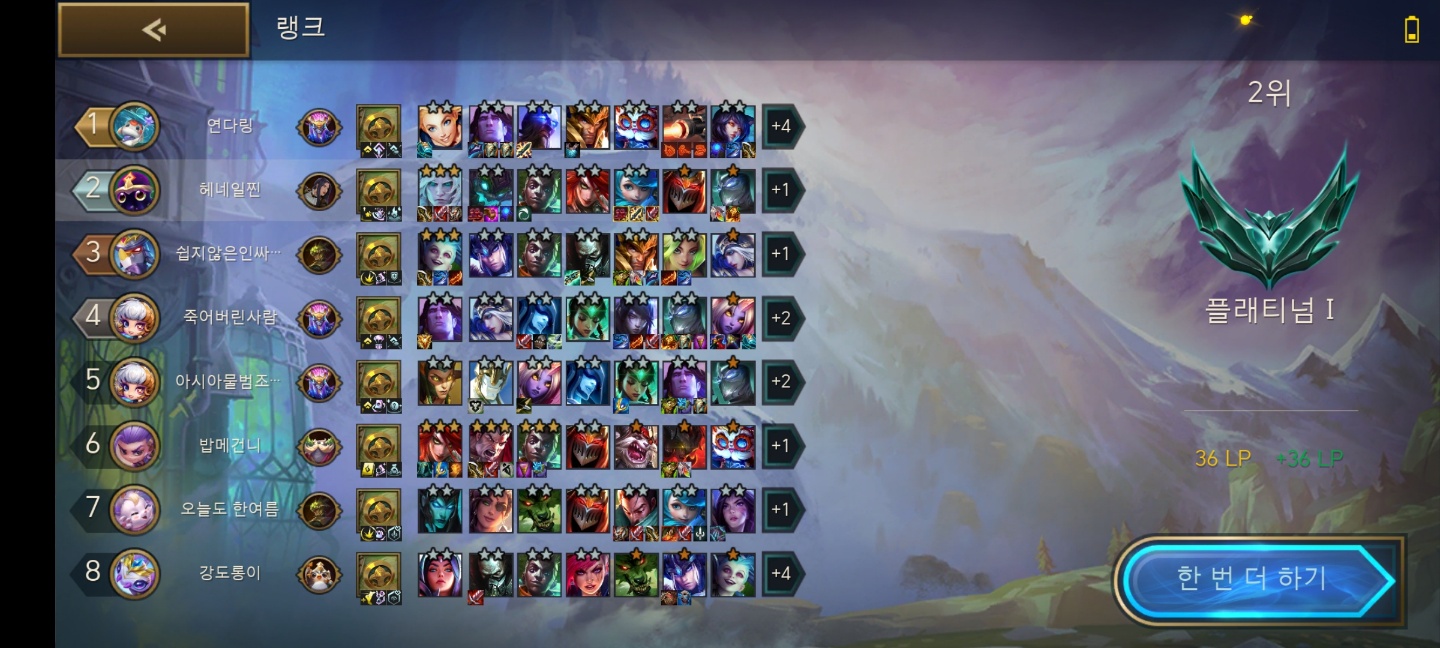 랭크
1 연다링 +4
2 헤네일찐 +1
3 쉽지않은인싸… +1
4 죽어버린사람 +2
5 아시아물범조… +2
6 밥메건니 +1
7 오늘도 한여름 +1
8 강도롱이 +4
2위
플래티넘 I
36 LP +36 LP
한 번 더 하기